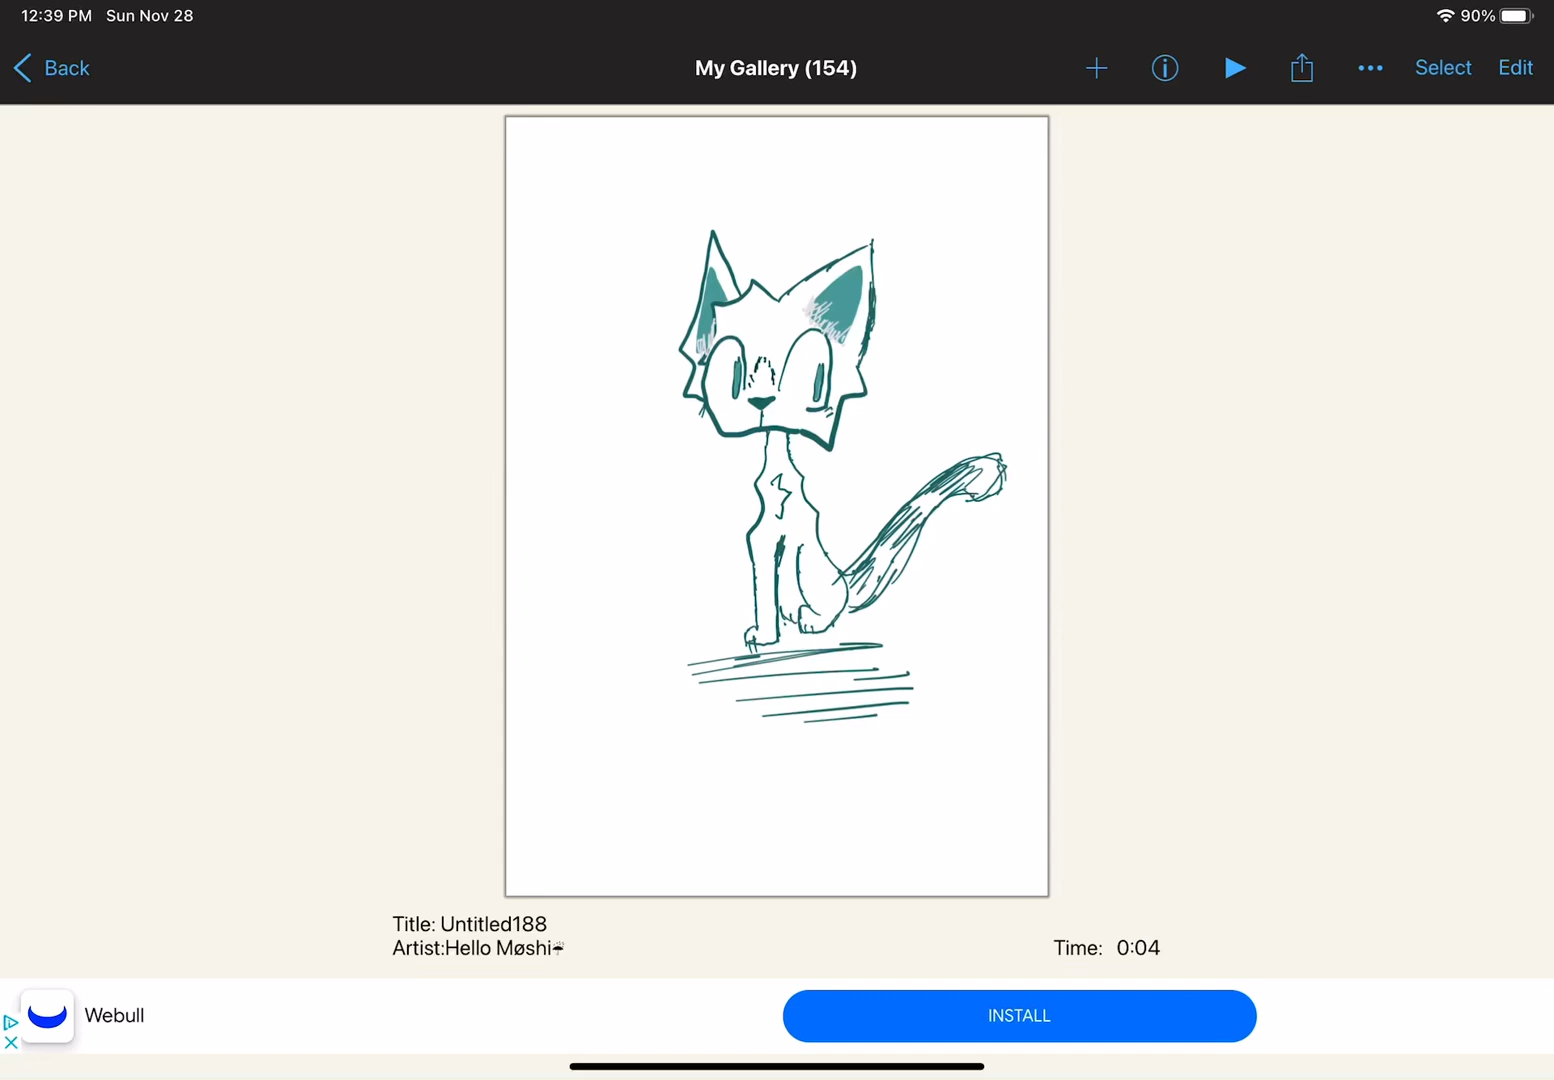 12:39 PM Sun Nov 28
90%
Back
My Gallery (154)
Select
Edit
Title: Untitled188
Artist:Hello Møshi☔
Time: 0:04
Webull
INSTALL